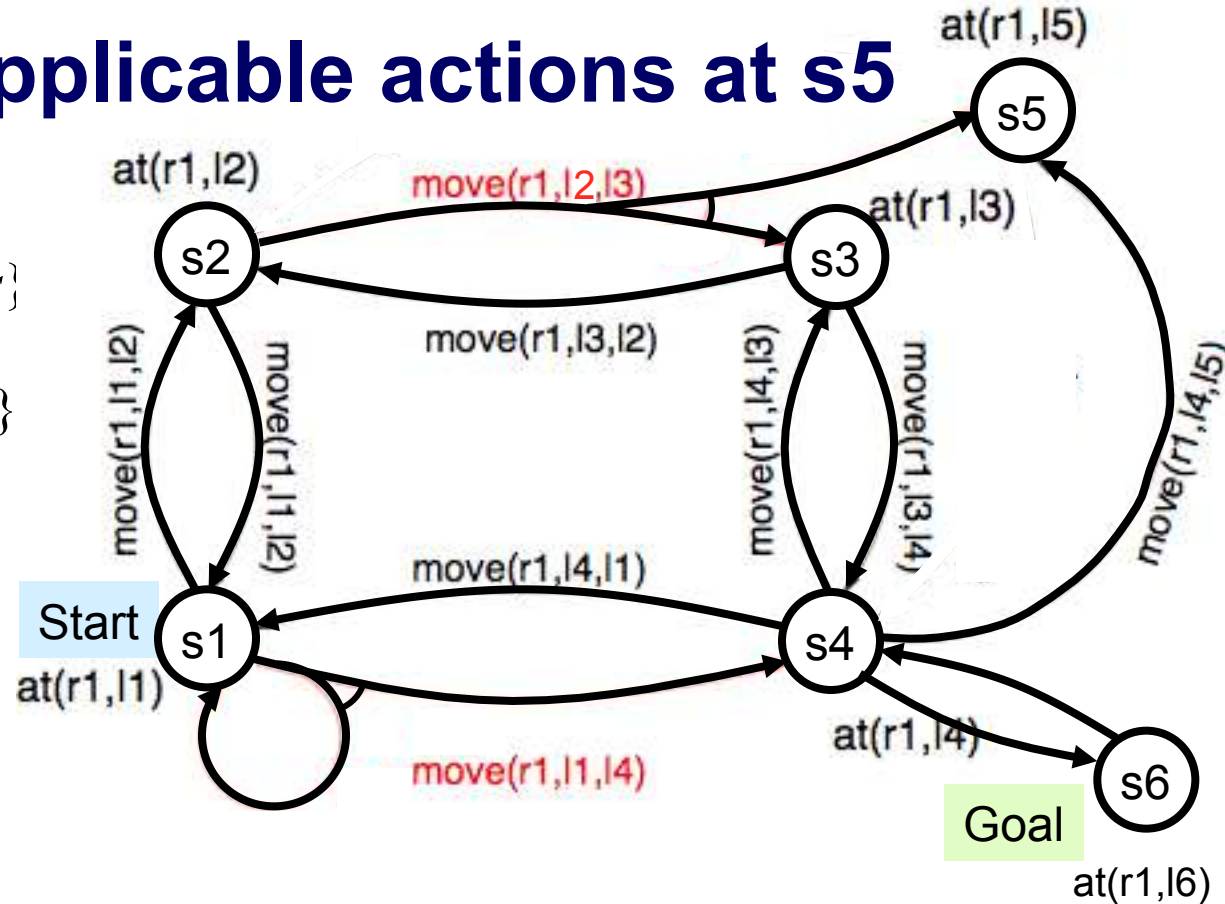 at(r1,l5)
pplicable actions at s5
s5
at(r1,l2)
move(r1,l2,l3)
at(r1,l3)
s2
s3
}
move(r1,l3,l2)
move(r1,l1,l2)
move(r1,l1,l2)
move(r1,l4,l3)
move(r1,l3,l4)
move(r1,l4,l5)
}
move(r1,l4,l1)
Start
s1
s4
at(r1,l1)
at(r1,l4)
move(r1,l1,l4)
s6
Goal
at(r1,l6)